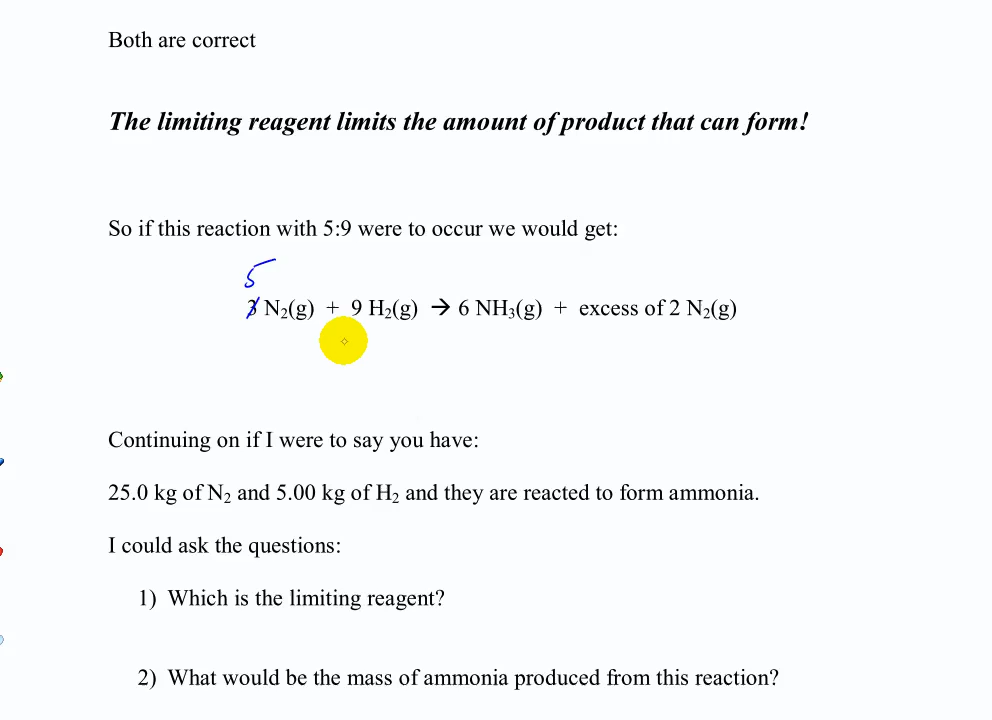 Both are correct
The limiting reagent limits the amount of product that can form!
So if this reaction with 5:9 were to occur we would get:
5
3 N₂(g) + 9 H₂(g) → 6 NH₃(g) + excess of 2 N₂(g)
Continuing on if I were to say you have:
25.0 kg of N₂ and 5.00 kg of H₂ and they are reacted to form ammonia.
I could ask the questions:
1) Which is the limiting reagent?
2) What would be the mass of ammonia produced from this reaction?